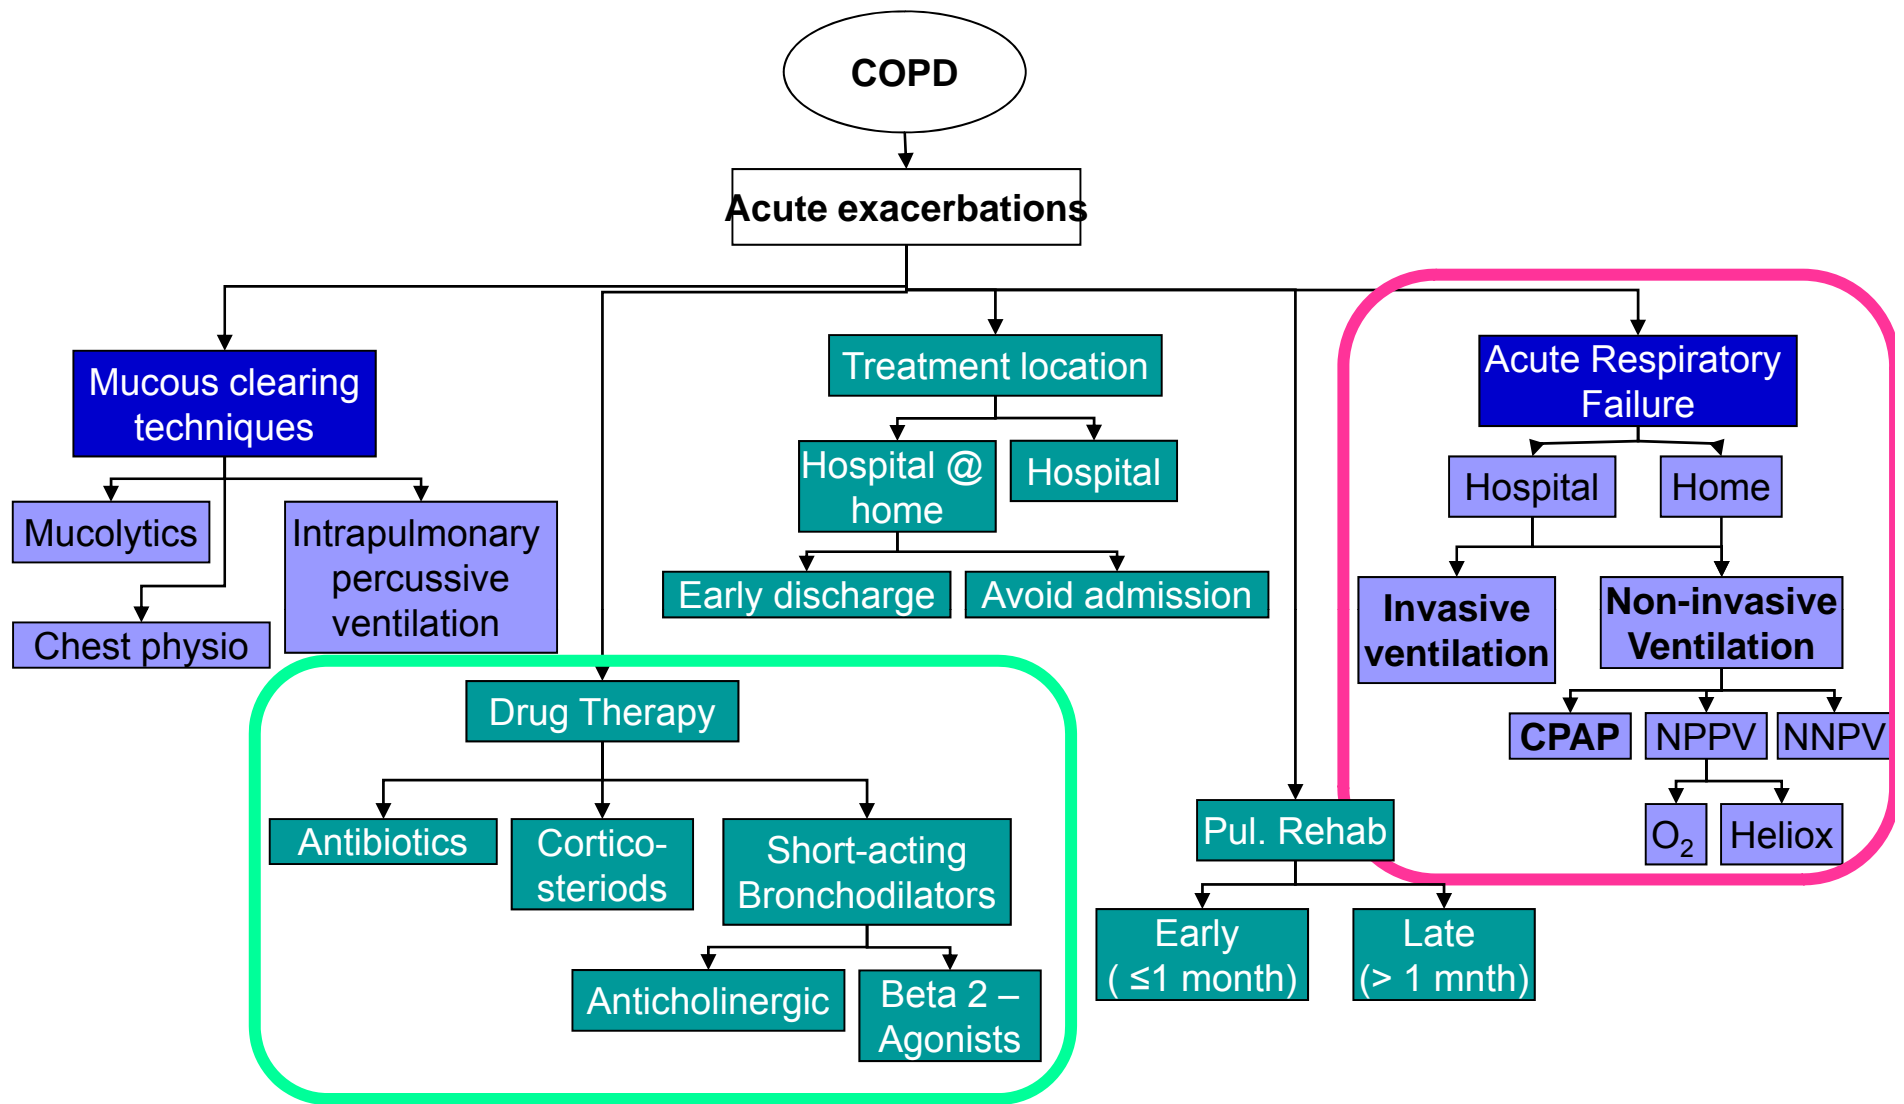 COPD
Acute exacerbations
Mucous clearing
techniques
Mucolytics
Intrapulmonary
percussive
ventilation
Chest physio
Treatment location
Hospital @
home
Hospital
Early discharge
Avoid admission
Acute Respiratory
Failure
Hospital
Home
Invasive
ventilation
Non-invasive
Ventilation
CPAP
NPPV
NNPV
O₂
Heliox
Drug Therapy
Antibiotics
Cortico-
steriods
Short-acting
Bronchodilators
Anticholinergic
Beta 2 –
Agonists
Pul. Rehab
Early
( ≤1 month)
Late
(> 1 mnth)